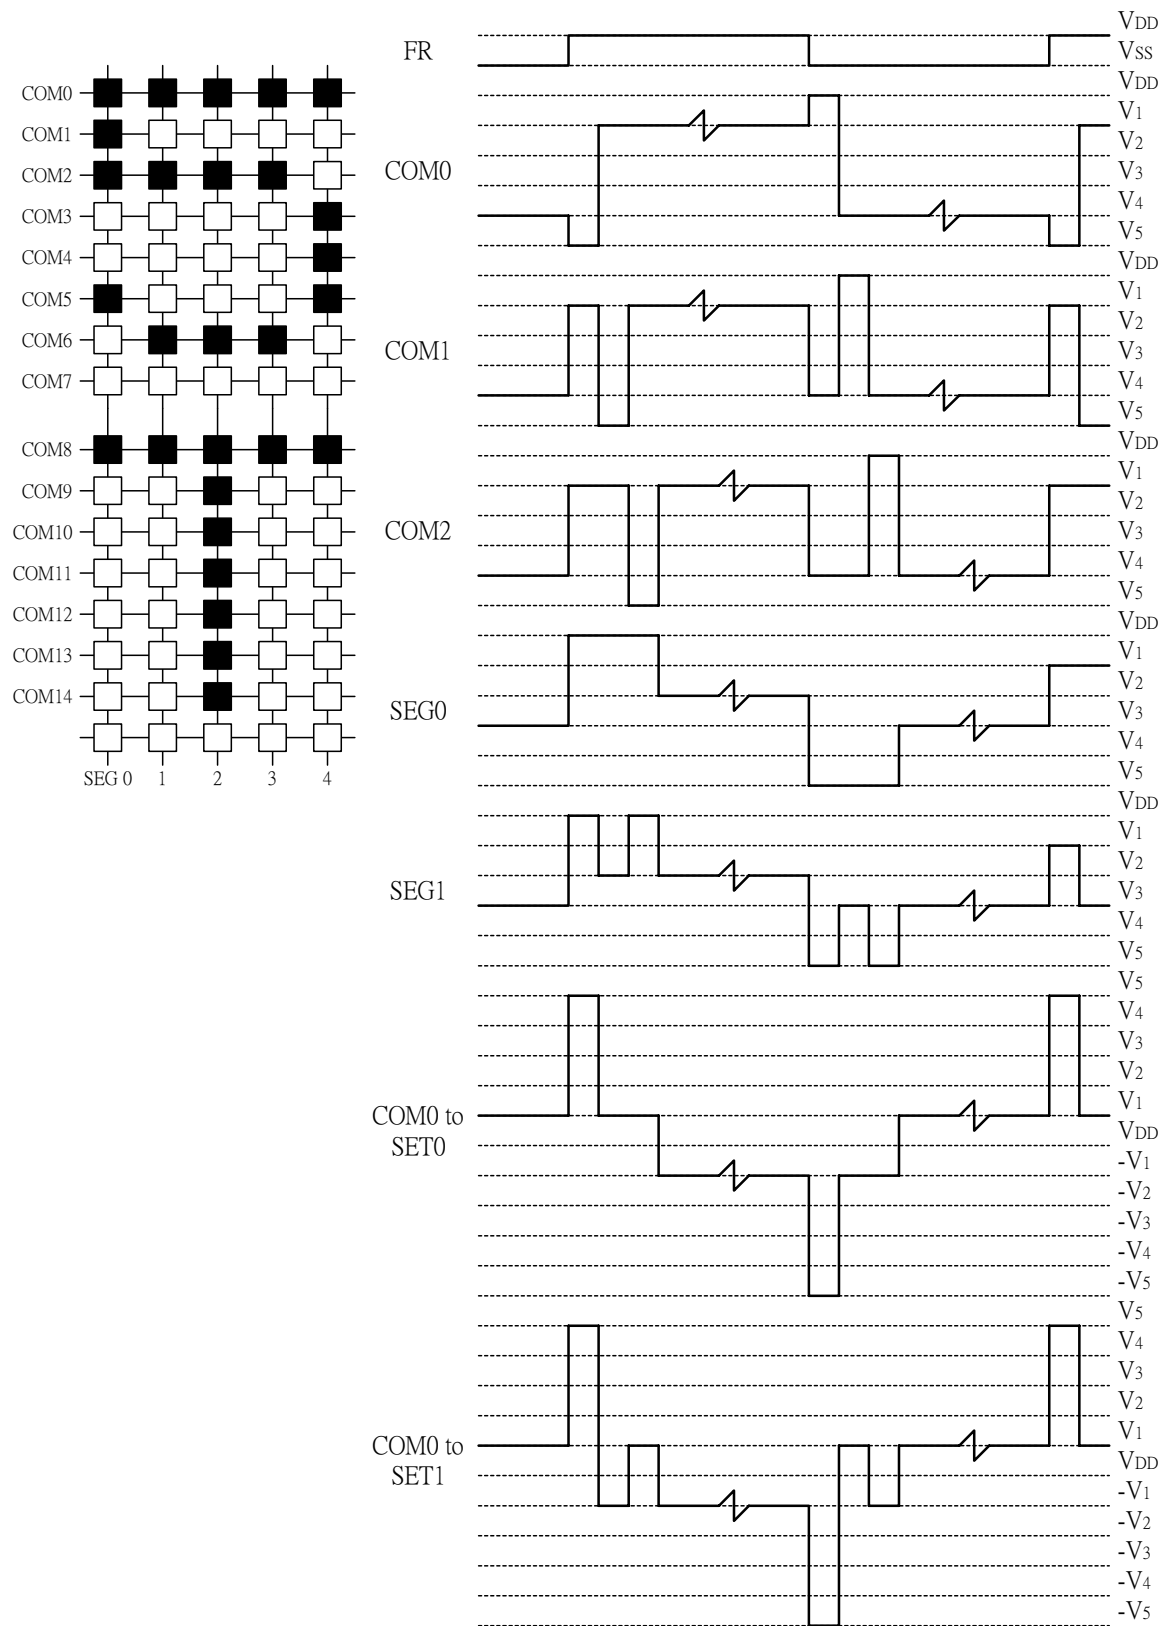 COM0
COM1
COM2
COM3
COM4
COM5
COM6
COM7
COM8
COM9
COM10
COM11
COM12
COM13
COM14
SEG 0 1 2 3 4
FR
VDD
VSS
COM0
VDD
V1
V2
V3
V4
V5
COM1
VDD
V1
V2
V3
V4
V5
COM2
VDD
V1
V2
V3
V4
V5
SEG0
VDD
V1
V2
V3
V4
V5
SEG1
VDD
V1
V2
V3
V4
V5
COM0 to
SET0
V5
V4
V3
V2
V1
VDD
-V1
-V2
-V3
-V4
-V5
COM0 to
SET1
V5
V4
V3
V2
V1
VDD
-V1
-V2
-V3
-V4
-V5